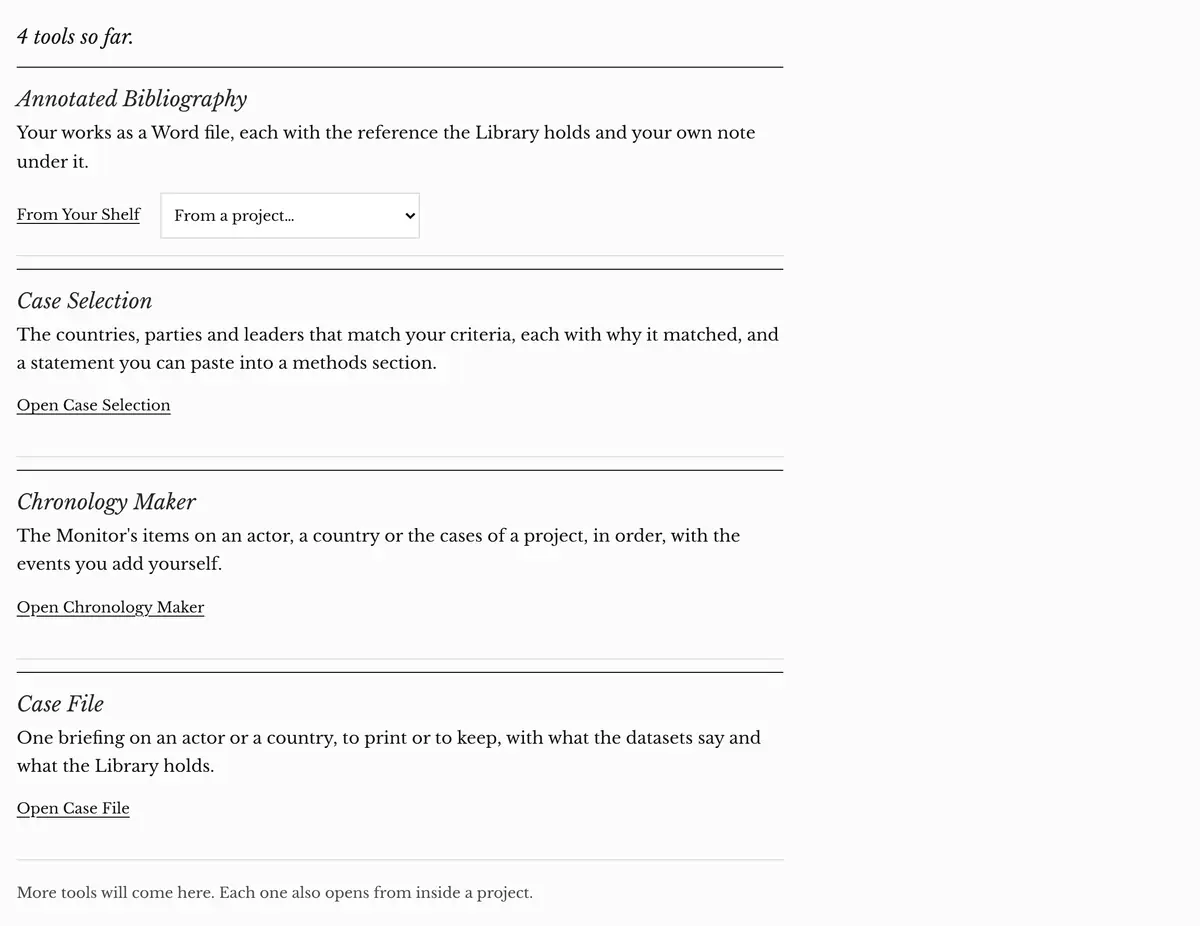 4 tools so far.
Annotated Bibliography
Your works as a Word file, each with the reference the Library holds and your own note
under it.
From Your Shelf
From a project...
Case Selection
The countries, parties and leaders that match your criteria, each with why it matched, and
a statement you can paste into a methods section.
Open Case Selection
Chronology Maker
The Monitor's items on an actor, a country or the cases of a project, in order, with the
events you add yourself.
Open Chronology Maker
Case File
One briefing on an actor or a country, to print or to keep, with what the datasets say and
what the Library holds.
Open Case File
More tools will come here. Each one also opens from inside a project.